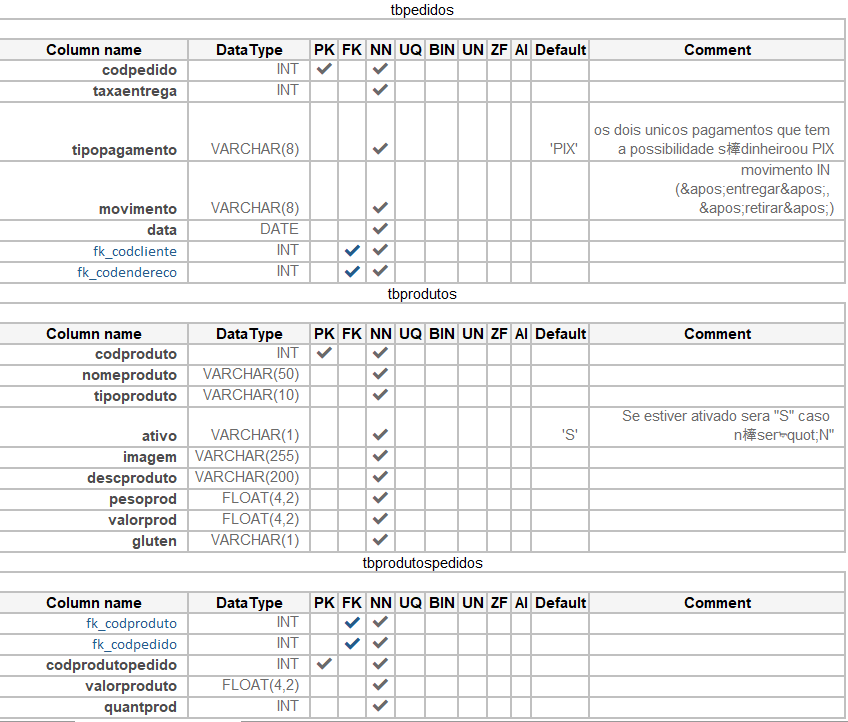 tbpedidos
Column name DataType PK FK NN UQ BIN UN ZF AI Default Comment
codpedido INT ✔ ✔
taxaentrega INT ✔
os dois unicos pagamentos que tem
tipopagamento VARCHAR(8) ✔ 'PIX' a possibilidade s棒dinheiroou PIX
movimento IN
(&apos;entregar&apos;,
movimento VARCHAR(8) ✔ &apos;retirar&apos;)
data DATE ✔
fk_codcliente INT ✔ ✔
fk_codendereco INT ✔ ✔
tbprodutos
Column name DataType PK FK NN UQ BIN UN ZF AI Default Comment
codproduto INT ✔ ✔
nomeproduto VARCHAR(50) ✔
tipoproduto VARCHAR(10) ✔
Se estiver ativado sera "S" caso
ativo VARCHAR(1) ✔ 'S' quot;N"
imagem VARCHAR(255) ✔
descproduto VARCHAR(200) ✔
pesoprod FLOAT(4,2) ✔
valorprod FLOAT(4,2) ✔
gluten VARCHAR(1) ✔
tbprodutospedidos
Column name DataType PK FK NN UQ BIN UN ZF AI Default Comment
fk_codproduto INT ✔ ✔
fk_codpedido INT ✔ ✔
codprodutopedido INT ✔ ✔
valorproduto FLOAT(4,2) ✔
quantprod INT ✔